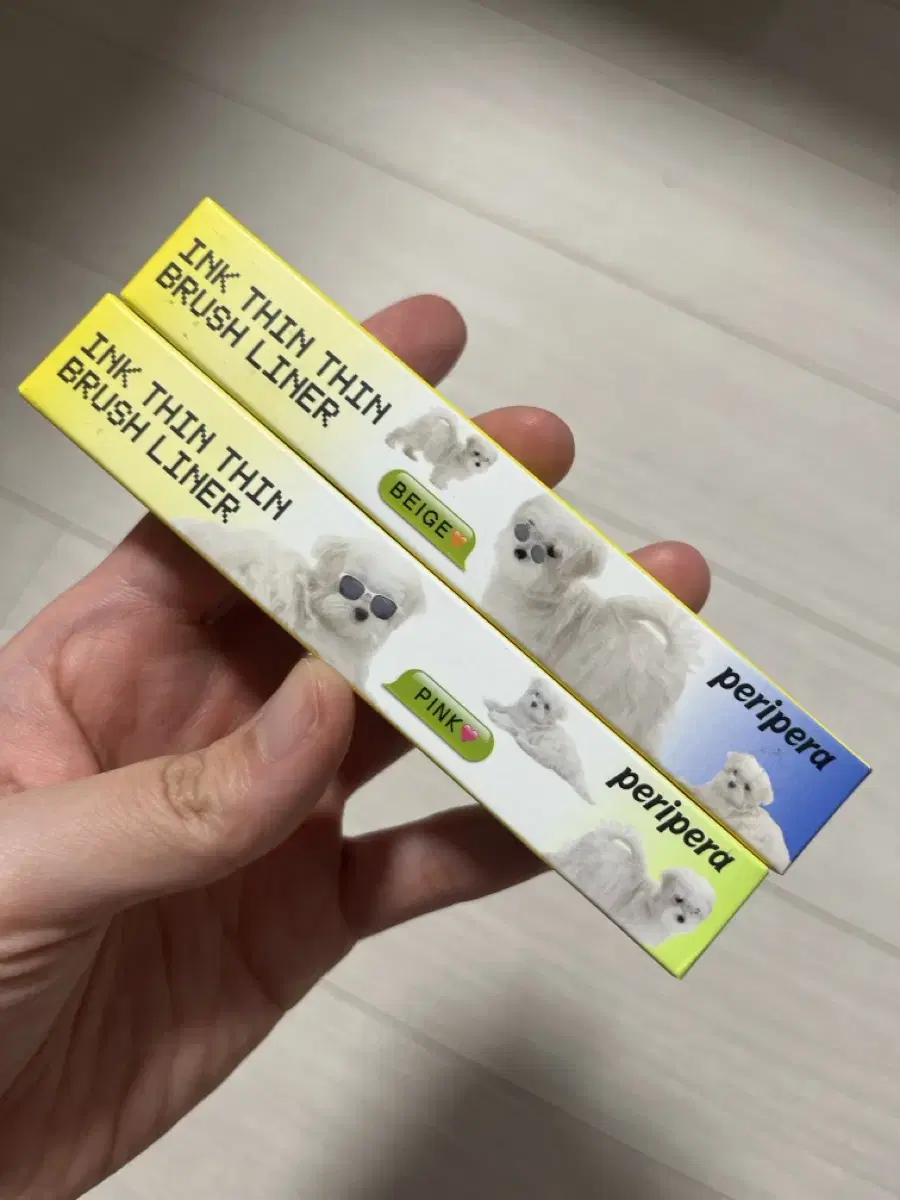 INK THIN THIN
BRUSH LINER
BEIGE
peripera
INK THIN THIN
BRUSH LINER
PINK
peripera